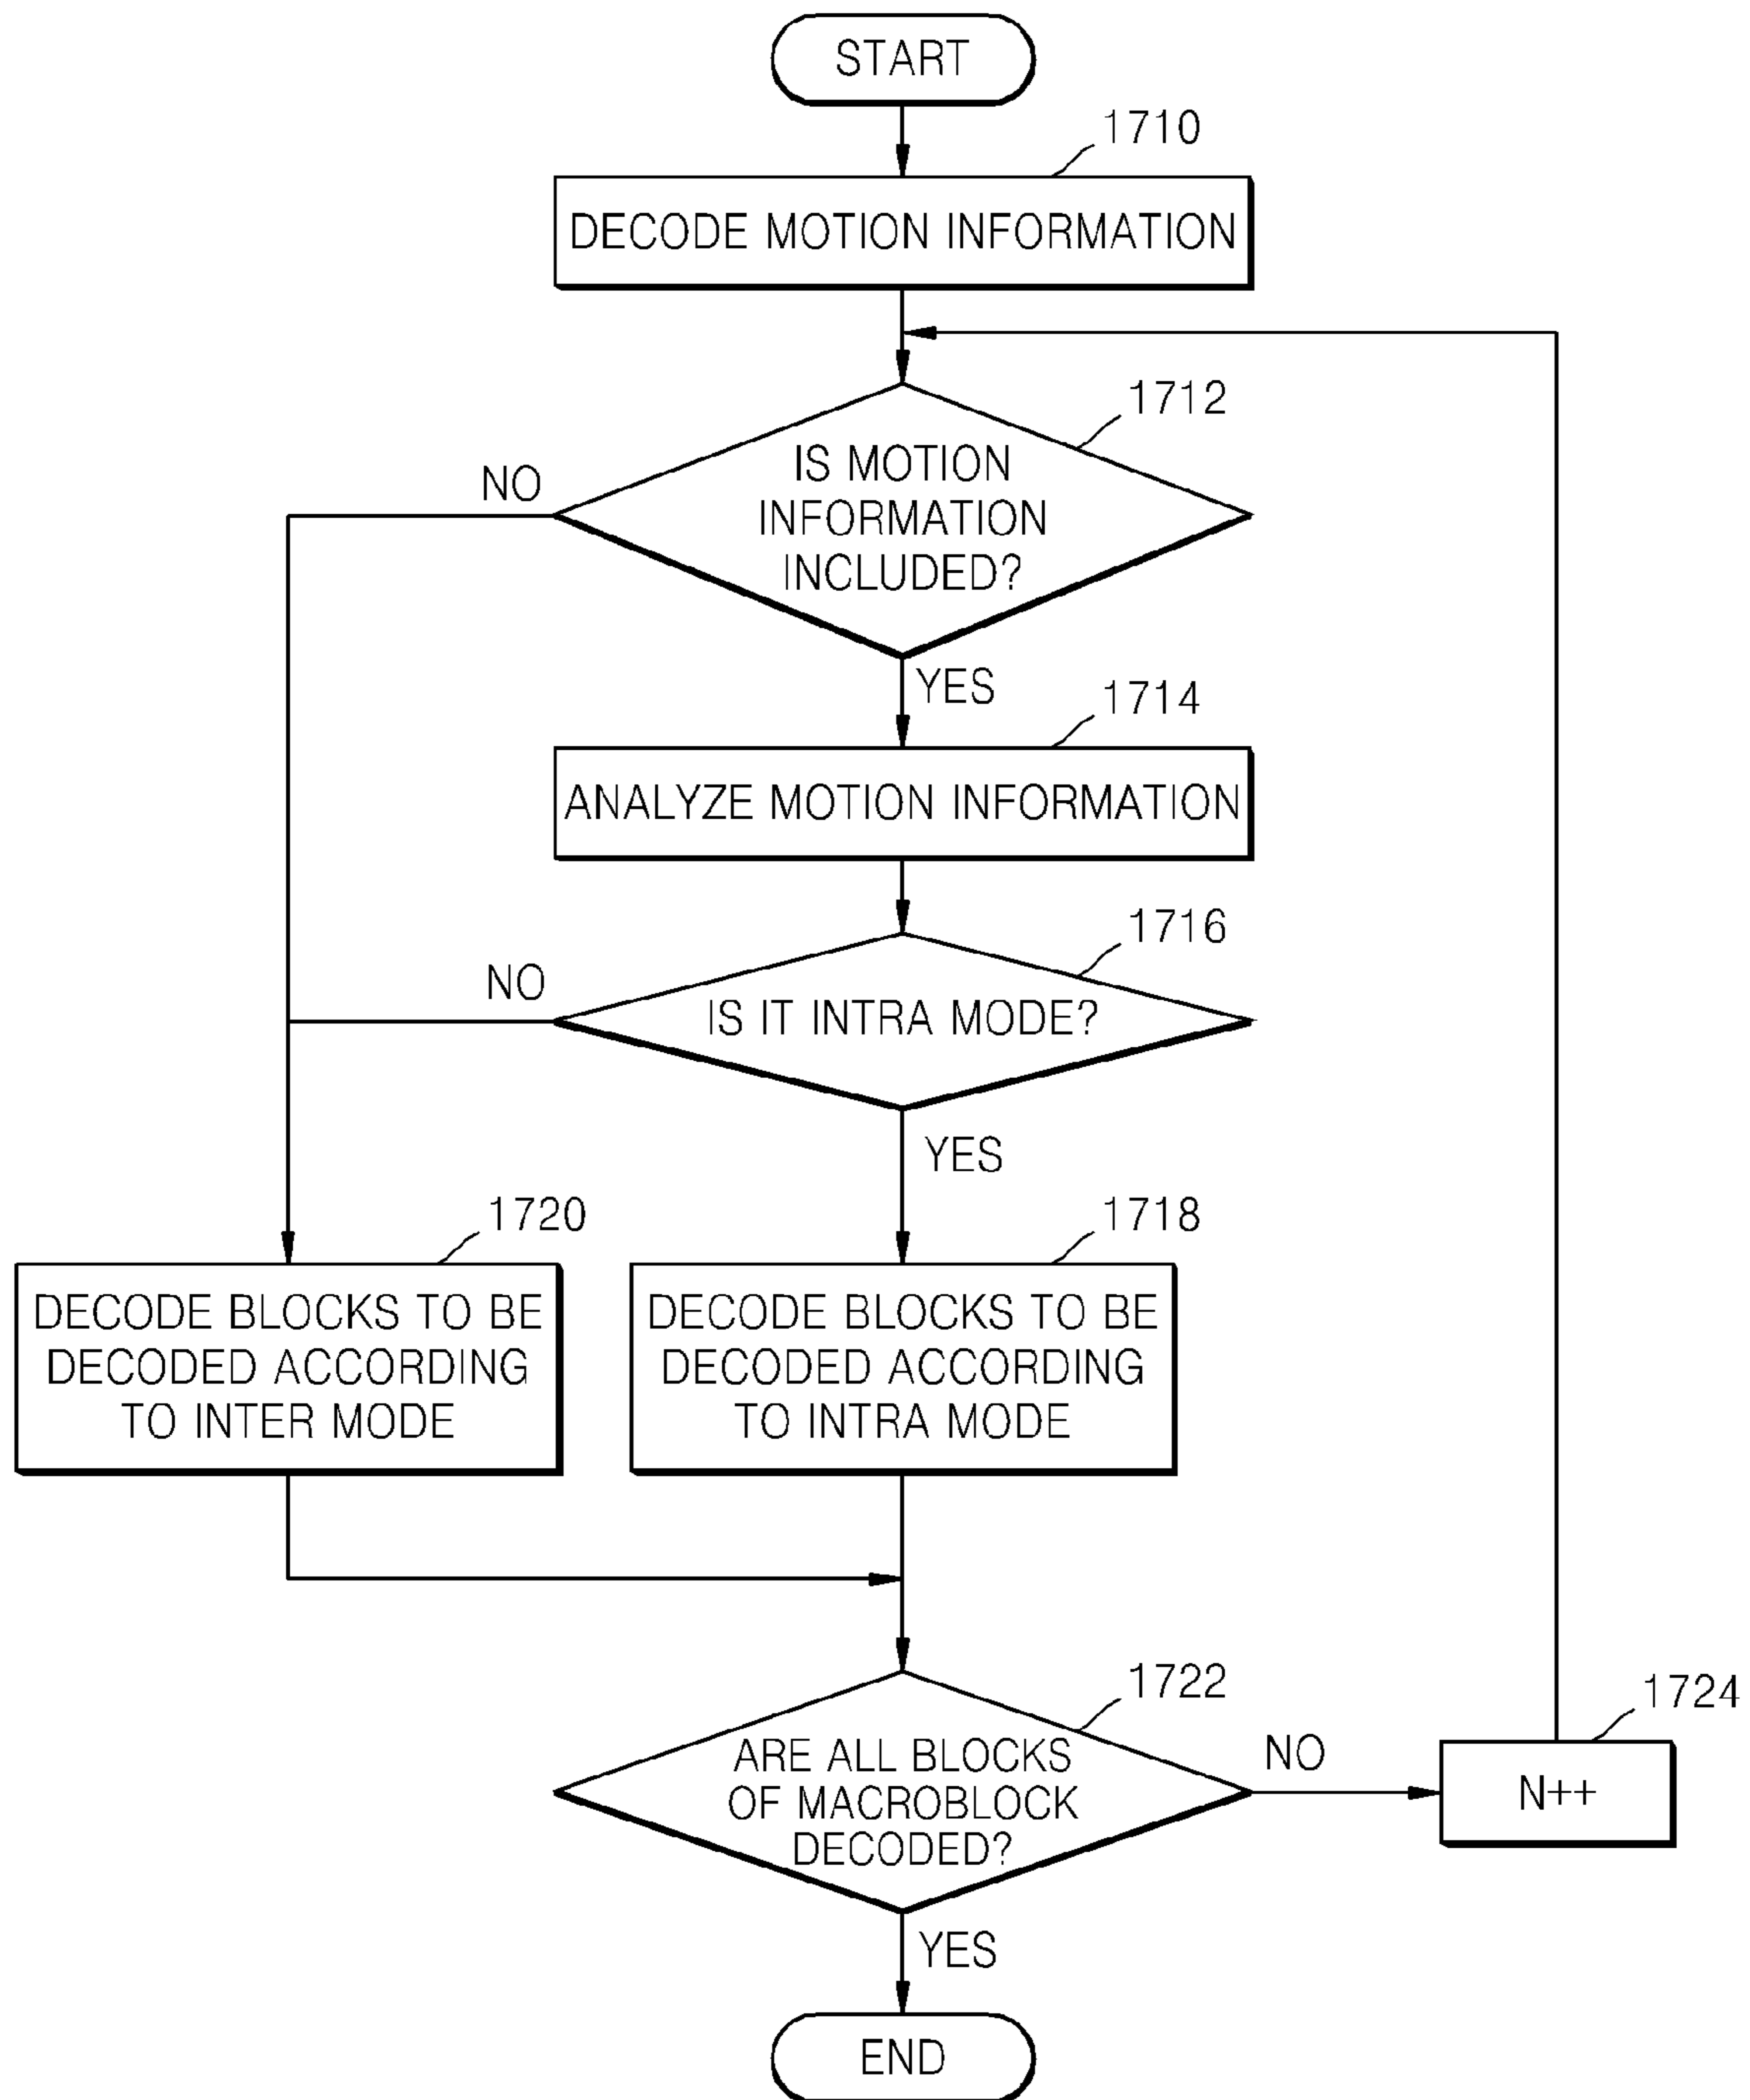 START
1710
DECODE MOTION INFORMATION
1712
IS MOTION
INFORMATION
INCLUDED?
NO
YES
1714
ANALYZE MOTION INFORMATION
1716
NO
IS IT INTRA MODE?
YES
1720
DECODE BLOCKS TO BE
DECODED ACCORDING
TO INTER MODE
1718
DECODE BLOCKS TO BE
DECODED ACCORDING
TO INTRA MODE
1722
ARE ALL BLOCKS
OF MACROBLOCK
DECODED?
NO
1724
N++
YES
END